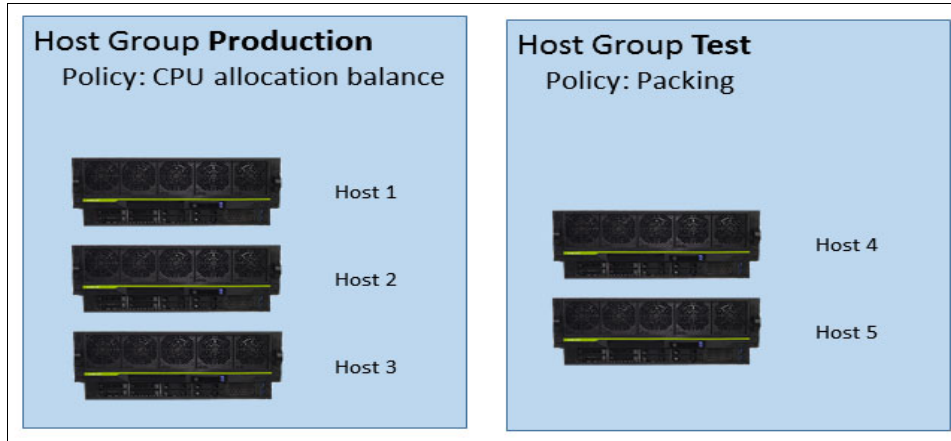 Host Group Production
Policy: CPU allocation balance
Host 1
Host 2
Host 3
Host Group Test
Policy: Packing
Host 4
Host 5